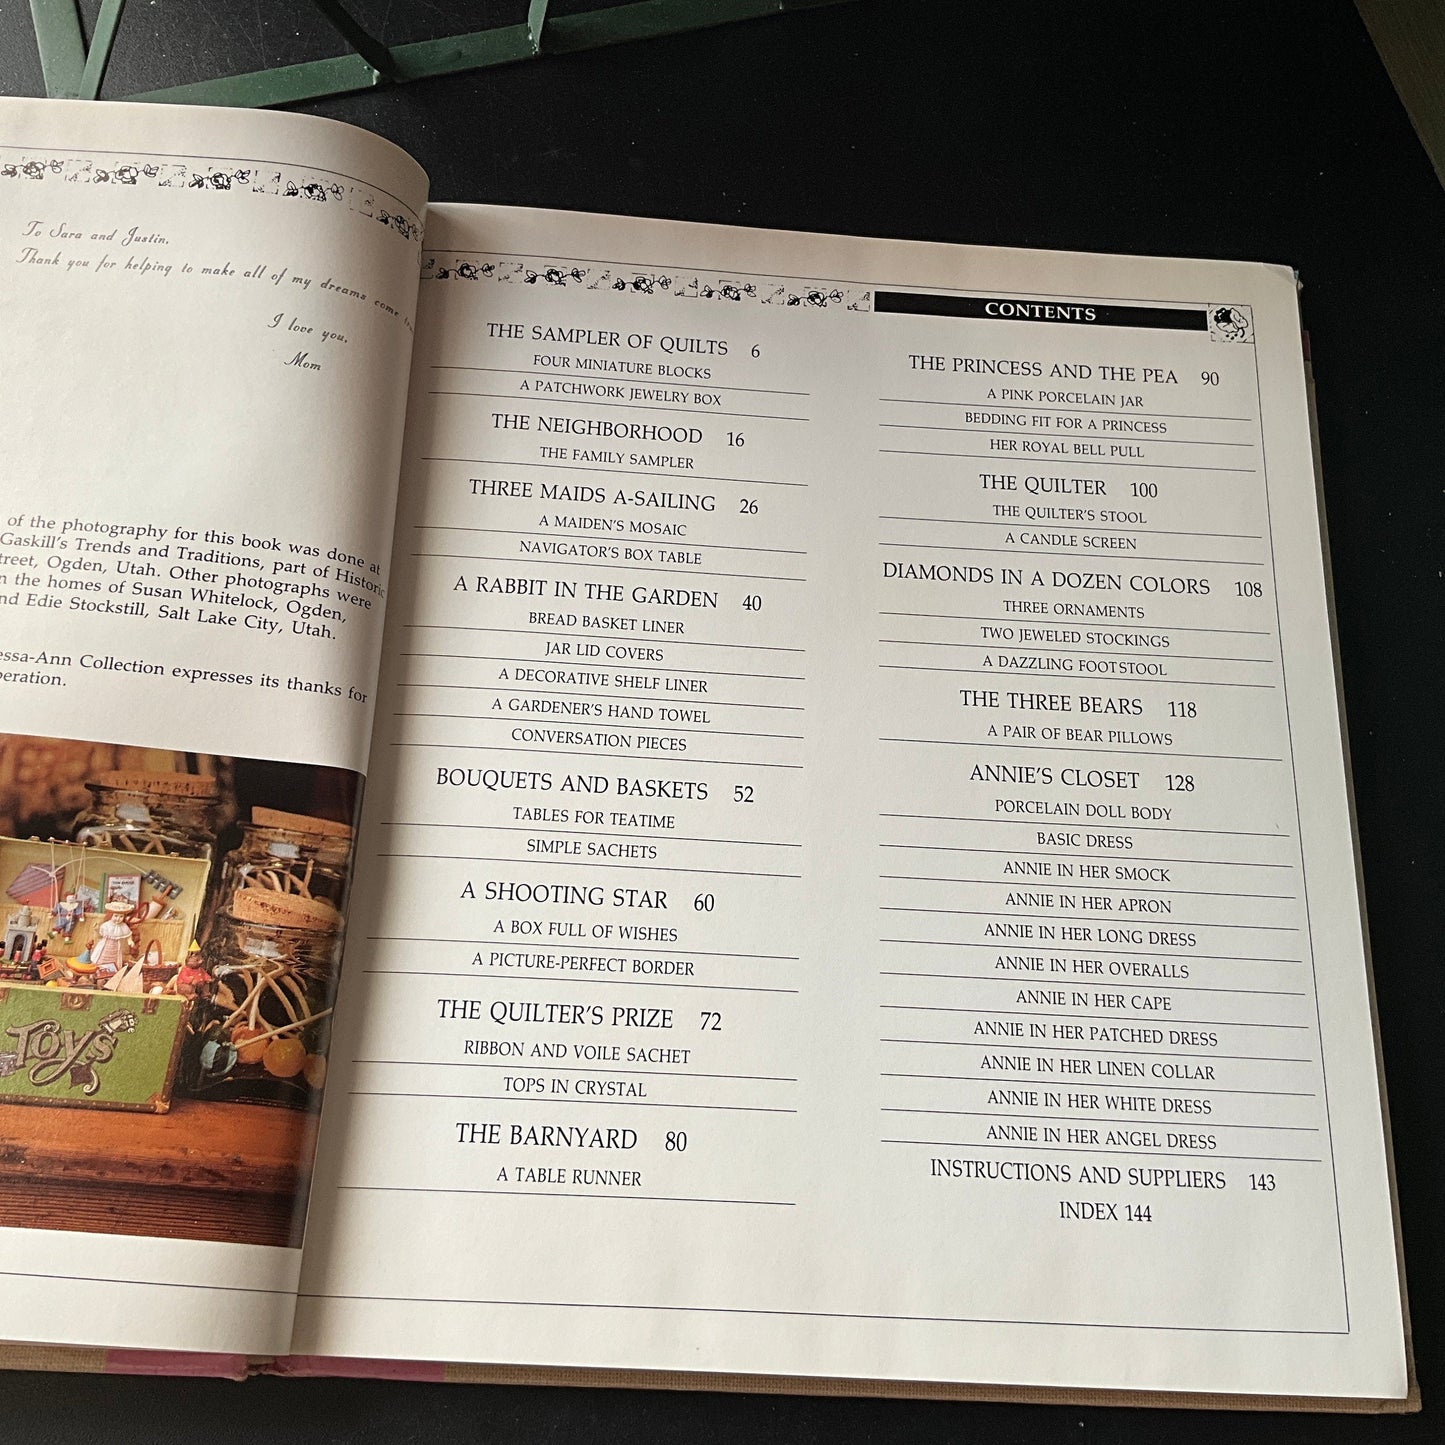 To Sara and Justin,
Thank you for helping to make all of my dreams come
I love you,
Mom
of the photography for this book was done at
Gaskill's Trends and Traditions, part of Historic
Street, Ogden, Utah. Other photographs were
in the homes of Susan Whitelock, Ogden,
and Edie Stockstill, Salt Lake City, Utah.
Collection expresses its thanks for
TOYS
CONTENTS
THE SAMPLER OF QUILTS 6
FOUR MINIATURE BLOCKS
A PATCHWORK JEWELRY BOX
THE NEIGHBORHOOD 16
THE FAMILY SAMPLER
THREE MAIDS A-SAILING 26
A MAIDEN'S MOSAIC
NAVIGATOR'S BOX TABLE
A RABBIT IN THE GARDEN 40
BREAD BASKET LINER
JAR LID COVERS
A DECORATIVE SHELF LINER
A GARDENER'S HAND TOWEL
CONVERSATION PIECES
BOUQUETS AND BASKETS 52
TABLES FOR TEATIME
SIMPLE SACHETS
A SHOOTING STAR 60
A BOX FULL OF WISHES
A PICTURE-PERFECT BORDER
THE QUILTER'S PRIZE 72
RIBBON AND VOILE SACHET
TOPS IN CRYSTAL
THE BARNYARD 80
A TABLE RUNNER
THE PRINCESS AND THE PEA 90
A PINK PORCELAIN JAR
BEDDING FIT FOR A PRINCESS
HER ROYAL BELL PULL
THE QUILTER 100
THE QUILTER'S STOOL
A CANDLE SCREEN
DIAMONDS IN A DOZEN COLORS 108
THREE ORNAMENTS
TWO JEWELED STOCKINGS
A DAZZLING FOOTSTOOL
THE THREE BEARS 118
A PAIR OF BEAR PILLOWS
ANNIE'S CLOSET 128
PORCELAIN DOLL BODY
BASIC DRESS
ANNIE IN HER SMOCK
ANNIE IN HER APRON
ANNIE IN HER LONG DRESS
ANNIE IN HER OVERALLS
ANNIE IN HER CAPE
ANNIE IN HER PATCHED DRESS
ANNIE IN HER LINEN COLLAR
ANNIE IN HER WHITE DRESS
ANNIE IN HER ANGEL DRESS
INSTRUCTIONS AND SUPPLIERS 143
INDEX 144